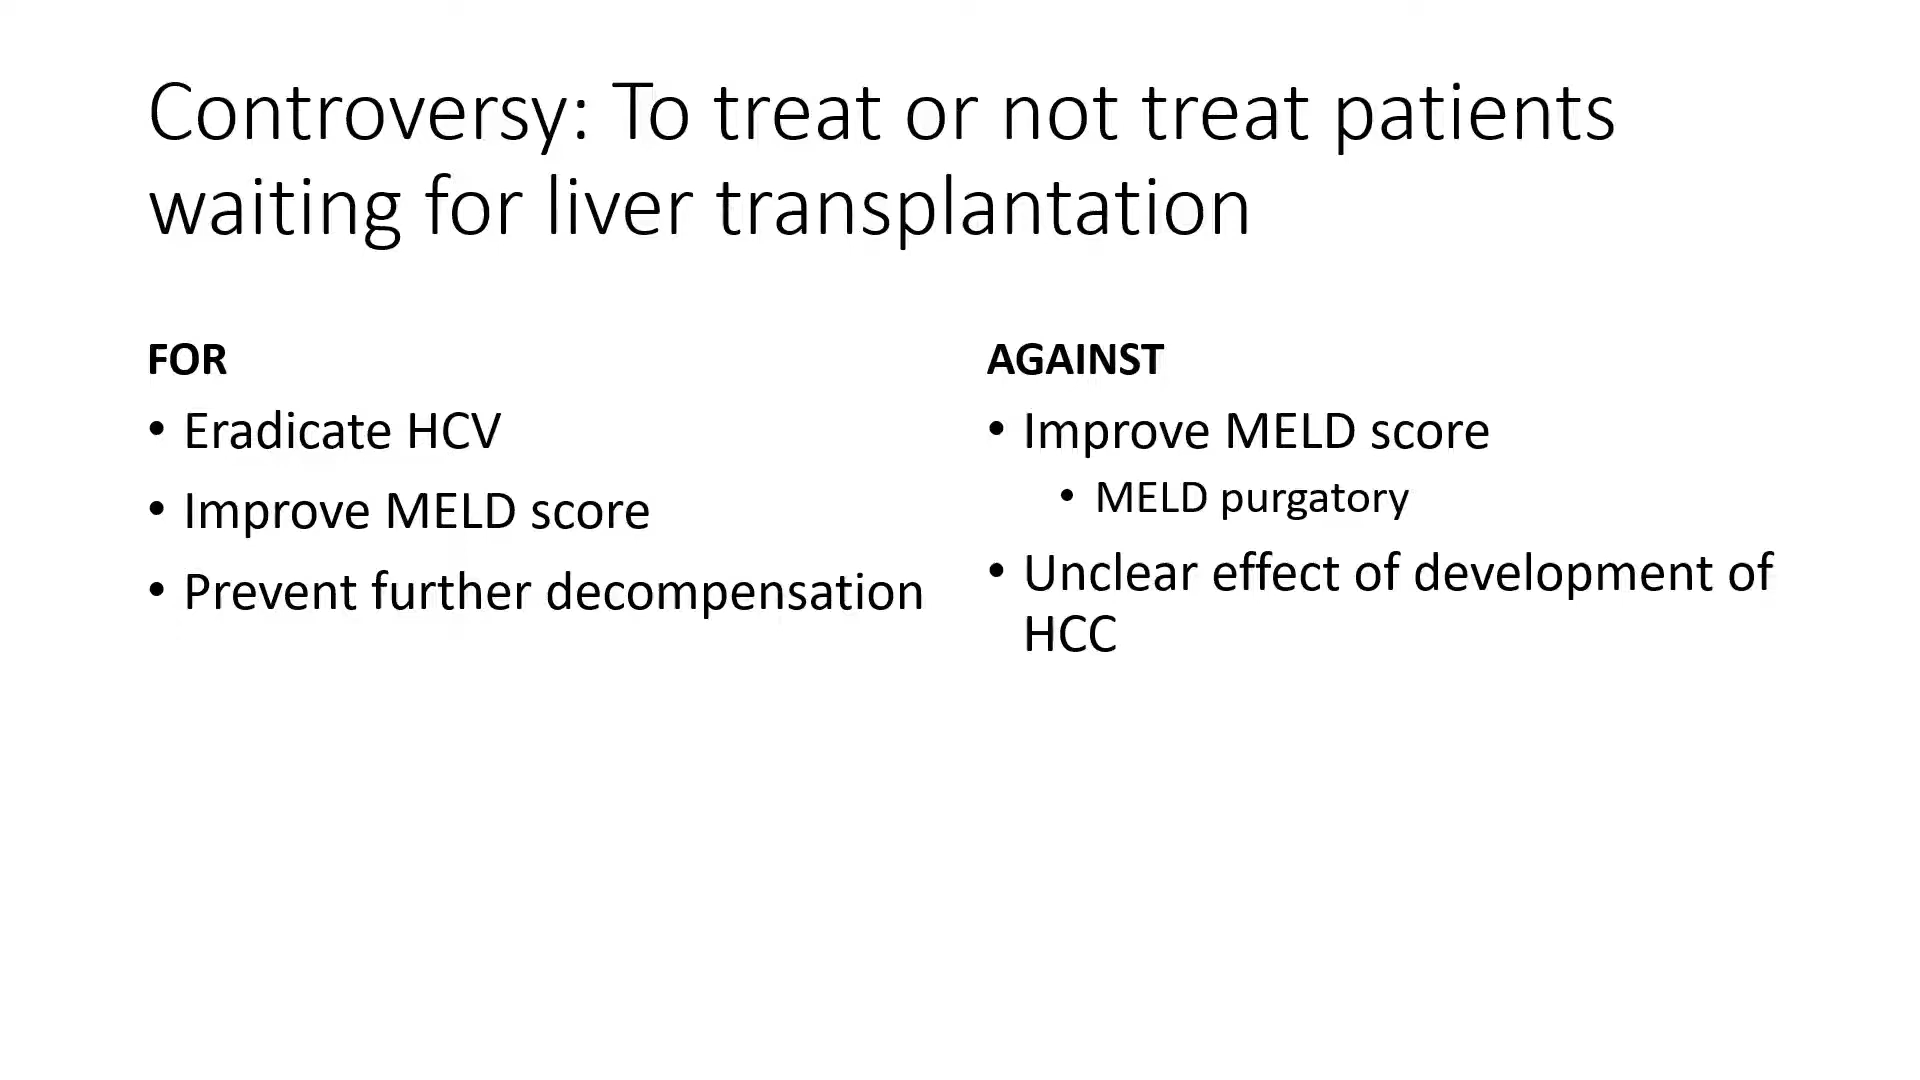 Controversy: To treat or not treat patients
waiting for liver transplantation
FOR
• Eradicate HCV
• Improve MELD score
• Prevent further decompensation
AGAINST
• Improve MELD score
• MELD purgatory
• Unclear effect of development of
HCC